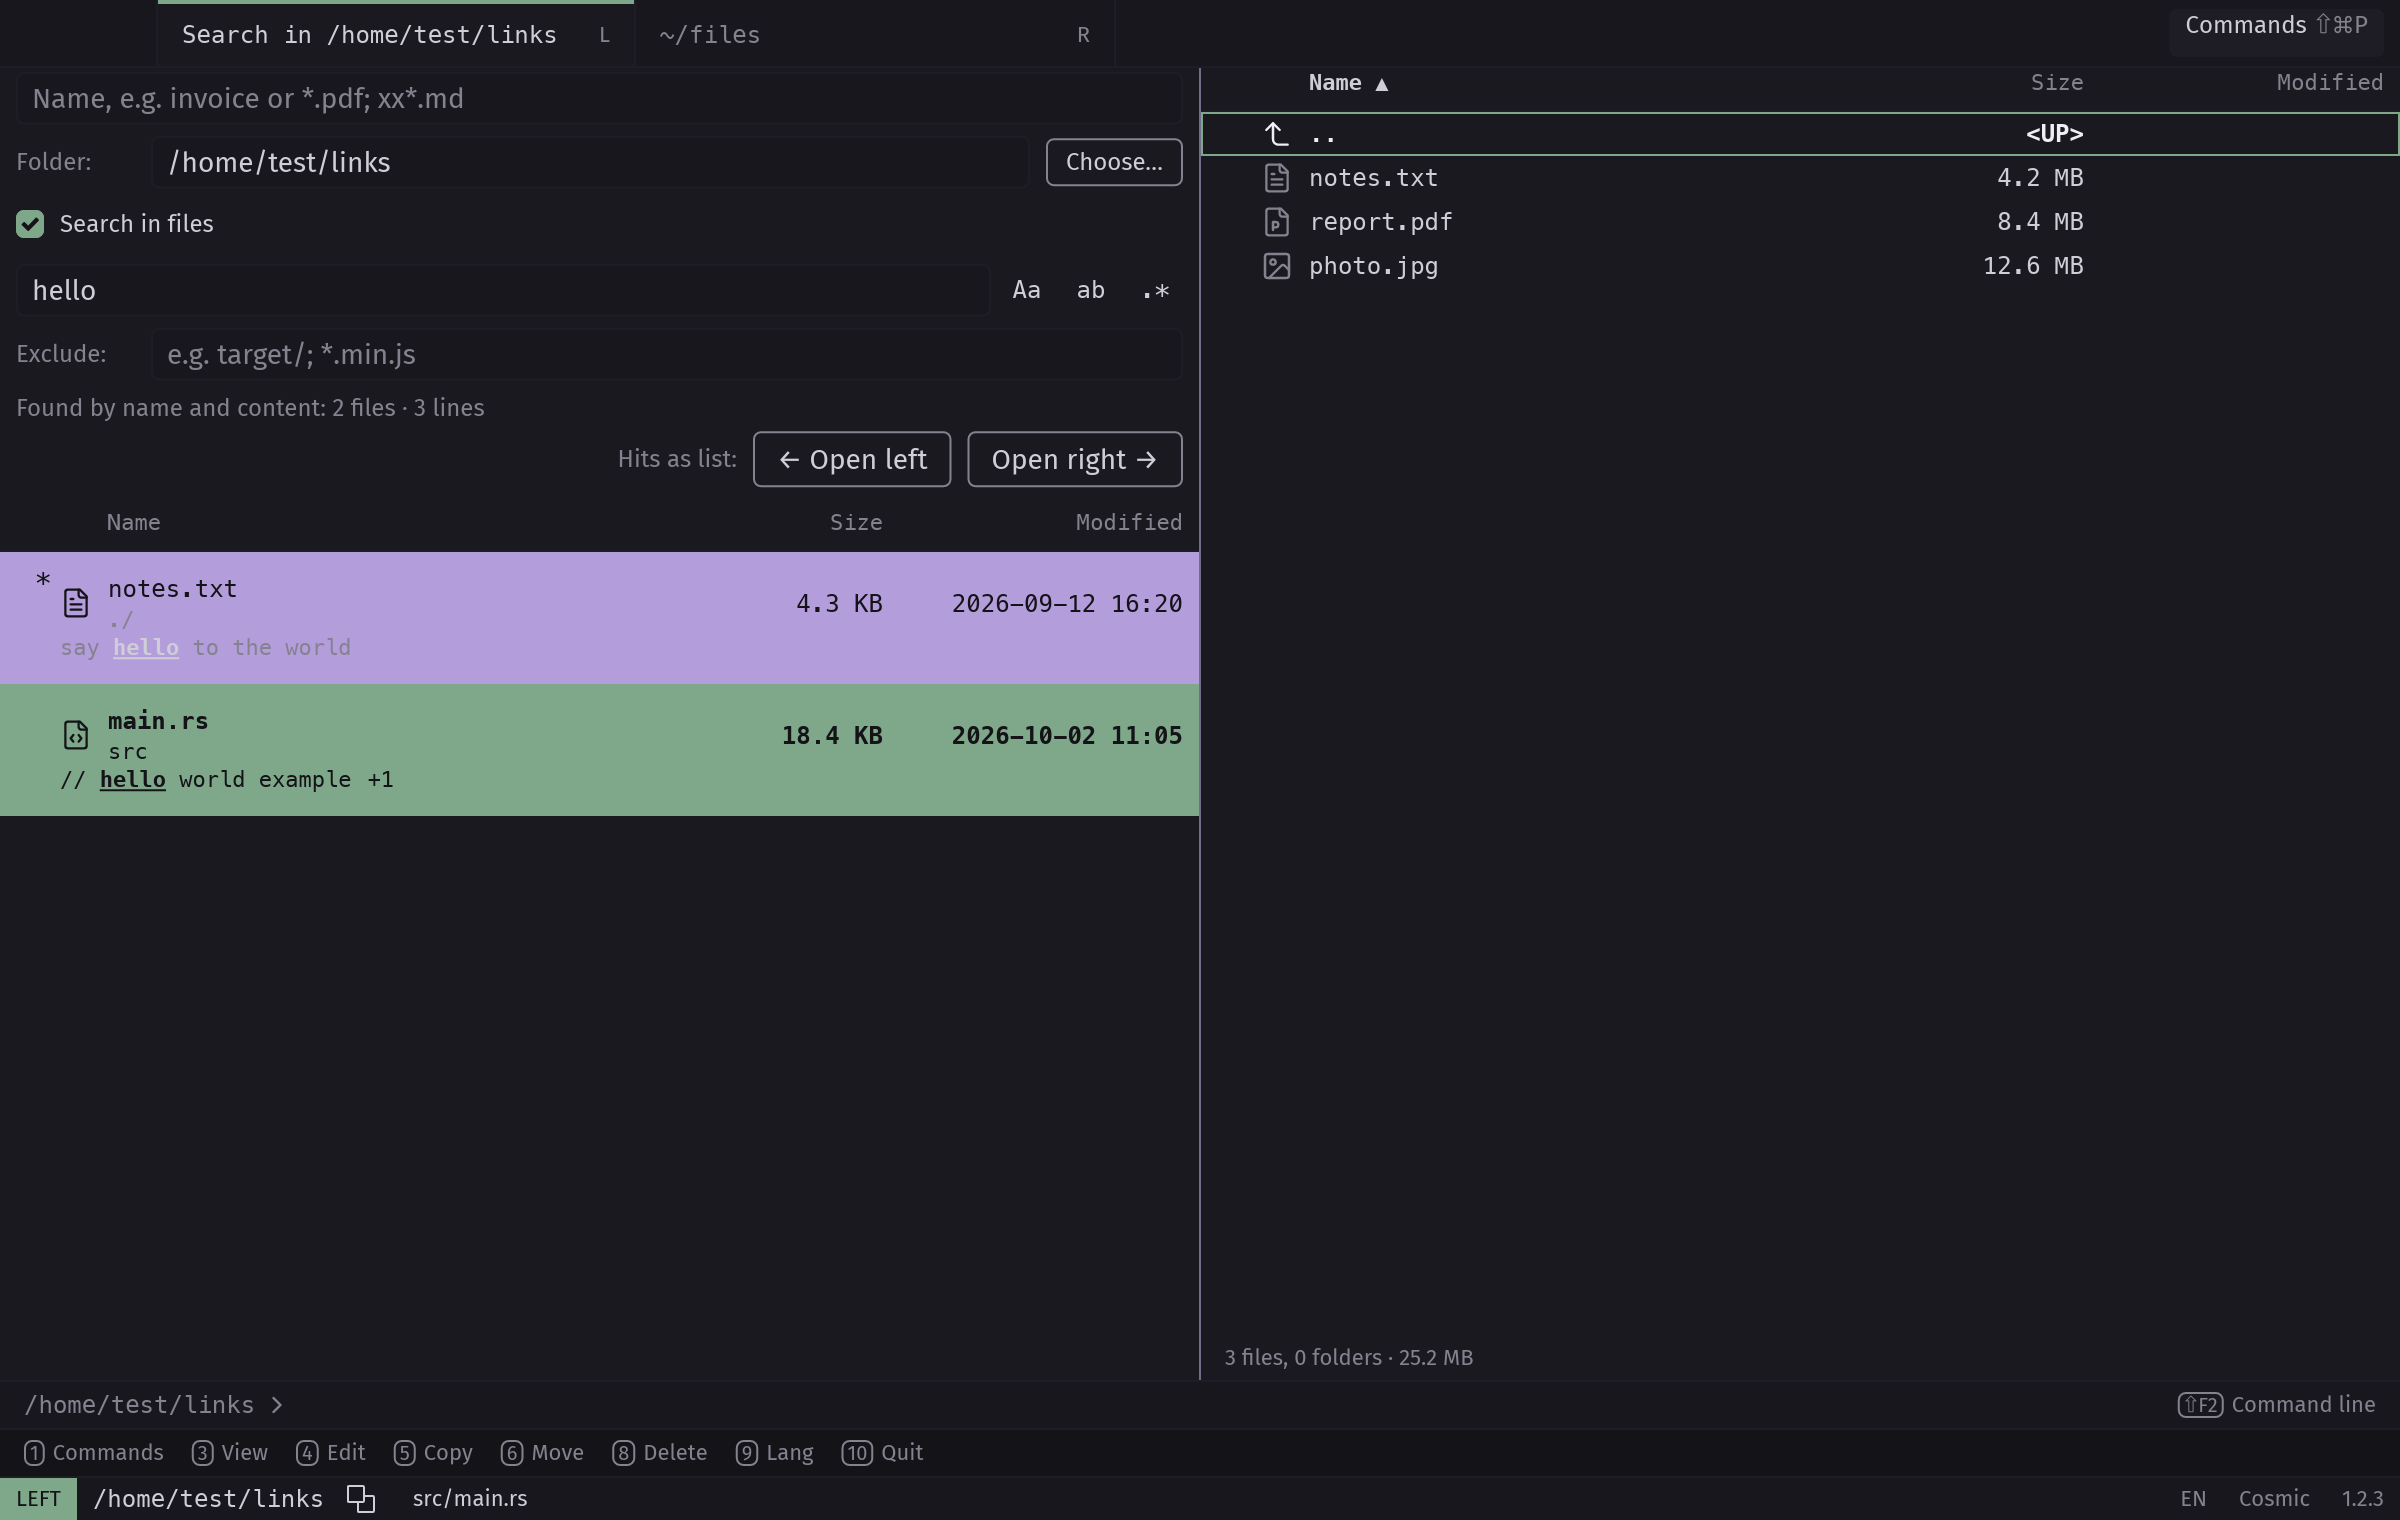 Search in /home/test/links L
~/files R
Commands ⇧⌘P
Name, e.g. invoice or *.pdf; xx*.md
Folder: /home/test/links Choose...
Search in files
hello Aa ab .*
Exclude: e.g. target/; *.min.js
Found by name and content: 2 files · 3 lines
Hits as list: ← Open left Open right →
Name Size Modified
* notes.txt 4.3 KB 2026-09-12 16:20
./
say hello to the world
main.rs 18.4 KB 2026-10-02 11:05
src
// hello world example +1
Name ▲ Size Modified
.. <UP>
notes.txt 4.2 MB
report.pdf 8.4 MB
photo.jpg 12.6 MB
3 files, 0 folders · 25.2 MB
/home/test/links > ⇧F2 Command line
1 Commands 3 View 4 Edit 5 Copy 6 Move 8 Delete 9 Lang 10 Quit
LEFT /home/test/links src/main.rs EN Cosmic 1.2.3